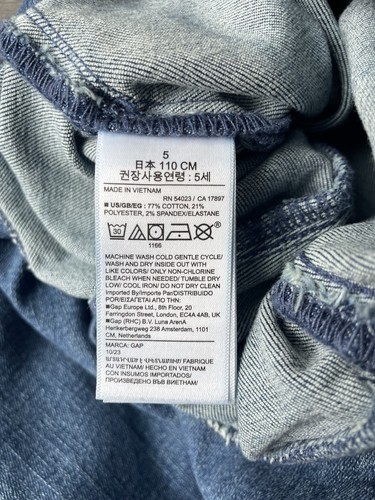 5
日本 110 CM
권장사용연령 : 5세
MADE IN VIETNAM
RN 54023 / CA 17897
■ US/GB/EG : 77% COTTON, 21%
POLYESTER, 2% SPANDEX/ELASTANE
30
1166
MACHINE WASH COLD GENTLE CYCLE/
WASH AND DRY INSIDE OUT WITH
LIKE COLORS/ ONLY NON-CHLORINE
BLEACH WHEN NEEDED/ TUMBLE DRY
LOW/ COOL IRON/ DO NOT DRY CLEAN
Imported By/Importe Par/DISTRIBUIDO
POR/ΕΙΣΑΓΕΤΑΙ ΑΠΟ ΤΗΝ:
■Gap Europe Ltd., 8th Floor, 20
Farringdon Street, London, EC4A 4AB, GB
■Gap (RHC) B.V. Luna ArenA
Herikerbergweg 238 Amsterdam, 1101
CM, Netherlands
MARCA: GAP
10/23
FABRIQUE
AU VIETNAM/ HECHO EN VIETNAM
CON INSUMOS IMPORTADOS/
ПРОИЗВЕДЕНО ВЪВ ВИЕТНАМ/